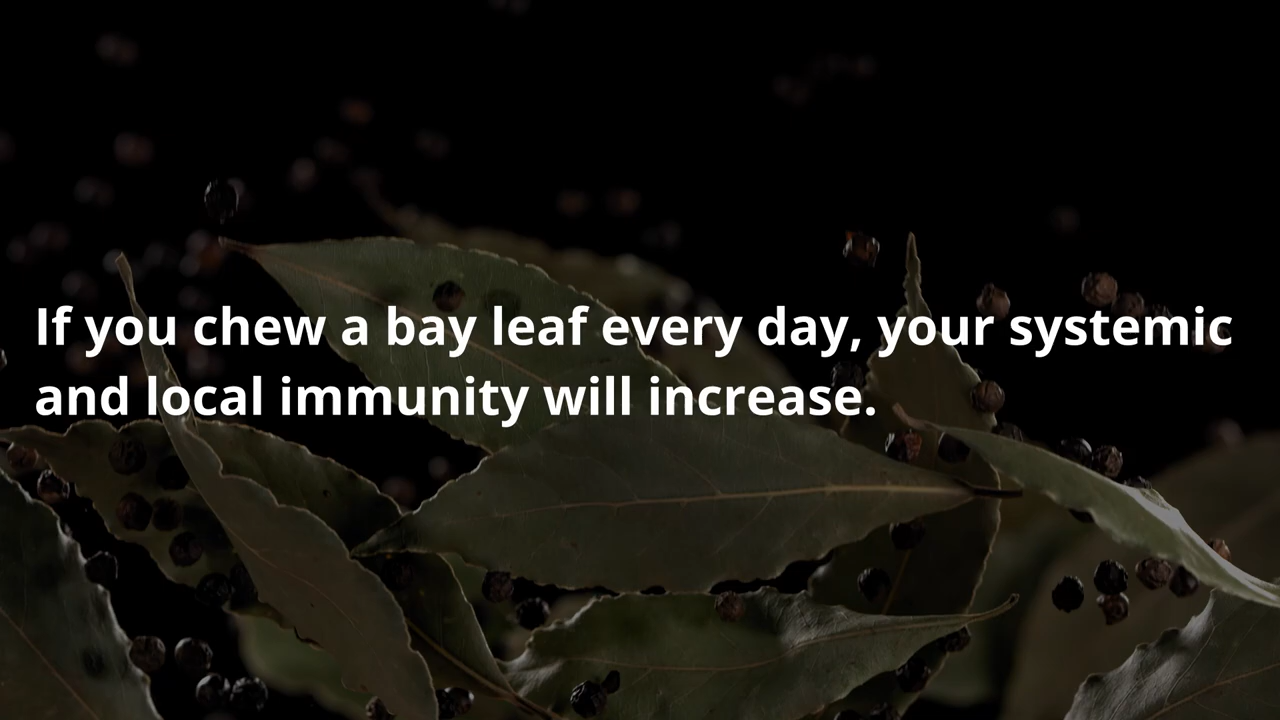 If you chew a bay leaf every day, your systemic
and local immunity will increase.